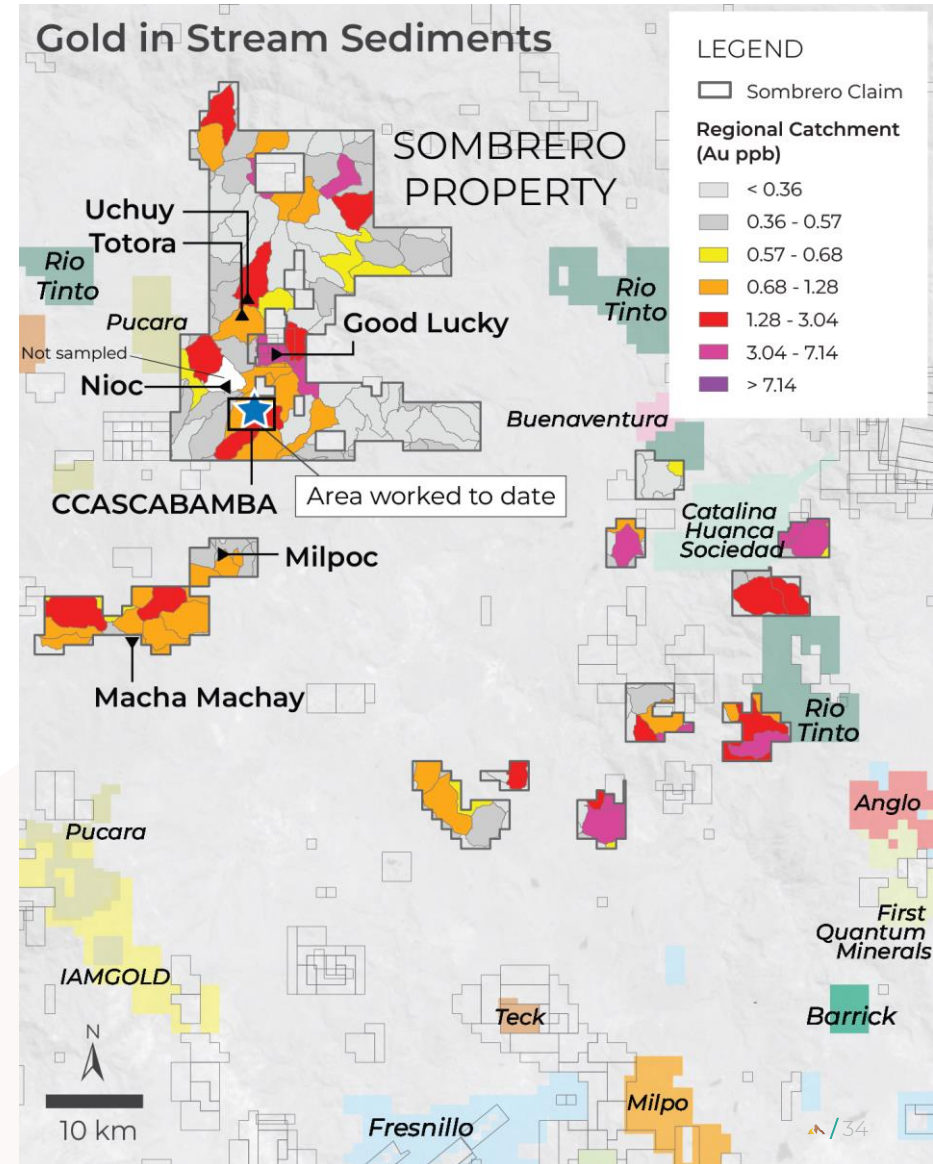 Gold in Stream Sediments
LEGEND
Sombrero Claim
Regional Catchment
(Au ppb)
< 0.36
0.36 - 0.57
0.57 - 0.68
0.68 - 1.28
1.28 - 3.04
3.04 - 7.14
> 7.14
SOMBRERO
PROPERTY
Uchuy
Totora
Rio
Tinto
Pucara
Not sampled
Nioc
Good Lucky
Rio
Tinto
Buenaventura
CCASCABAMBA
Area worked to date
Catalina
Huanca
Sociedad
Milpoc
Macha Machay
Rio
Tinto
Pucara
Anglo
First
Quantum
Minerals
IAMGOLD
Teck
Barrick
N
10 km
Fresnillo
Milpo
/ 34